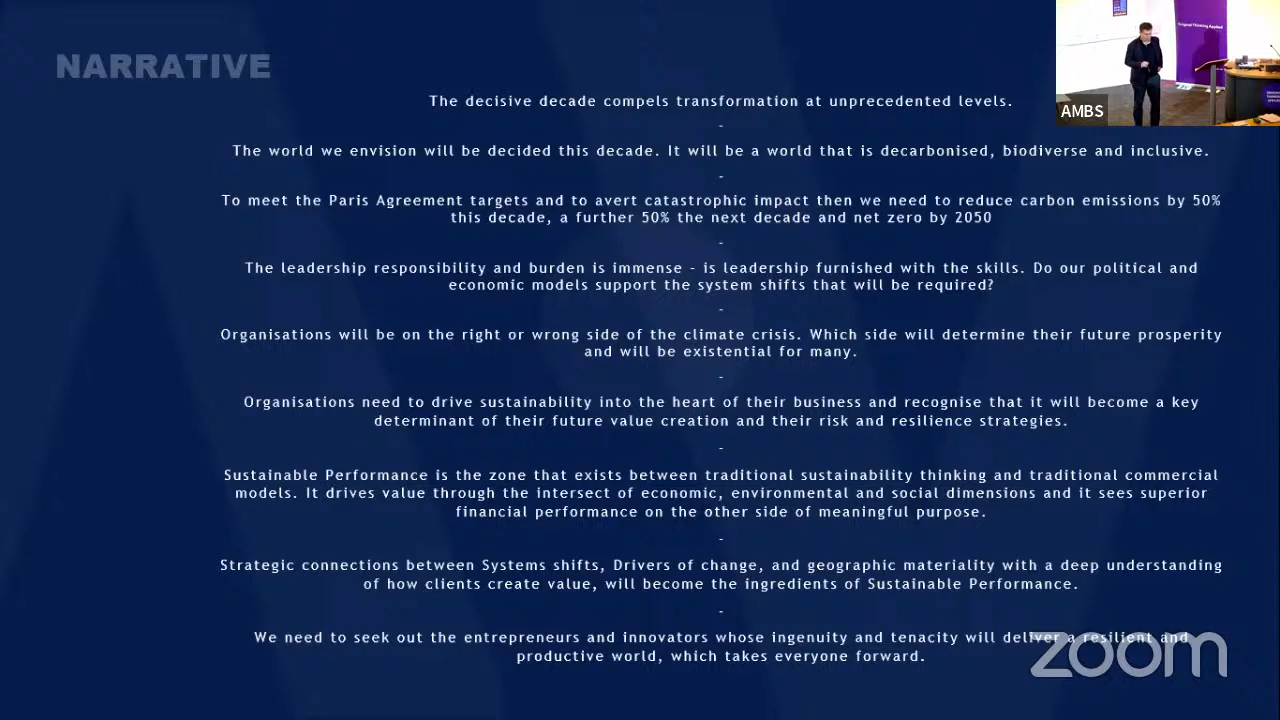 NARRATIVE
The decisive decade compels transformation at unprecedented levels.
-
The world we envision will be decided this decade. It will be a world that is decarbonised, biodiverse and inclusive.
-
To meet the Paris Agreement targets and to avert catastrophic impact then we need to reduce carbon emissions by 50%
this decade, a further 50% the next decade and net zero by 2050
-
The leadership responsibility and burden is immense - is leadership furnished with the skills. Do our political and
economic models support the system shifts that will be required?
-
Organisations will be on the right or wrong side of the climate crisis. Which side will determine their future prosperity
and will be existential for many.
-
Organisations need to drive sustainability into the heart of their business and recognise that it will become a key
determinant of their future value creation and their risk and resilience strategies.
-
Sustainable Performance is the zone that exists between traditional sustainability thinking and traditional commercial
models. It drives value through the intersect of economic, environmental and social dimensions and it sees superior
financial performance on the other side of meaningful purpose.
-
Strategic connections between Systems shifts, Drivers of change, and geographic materiality with a deep understanding
of how clients create value, will become the ingredients of Sustainable Performance.
-
We need to seek out the entrepreneurs and innovators whose ingenuity and tenacity will deliver a resilient and
productive world, which takes everyone forward.
Original Thinking Applied
AMBS
zoom